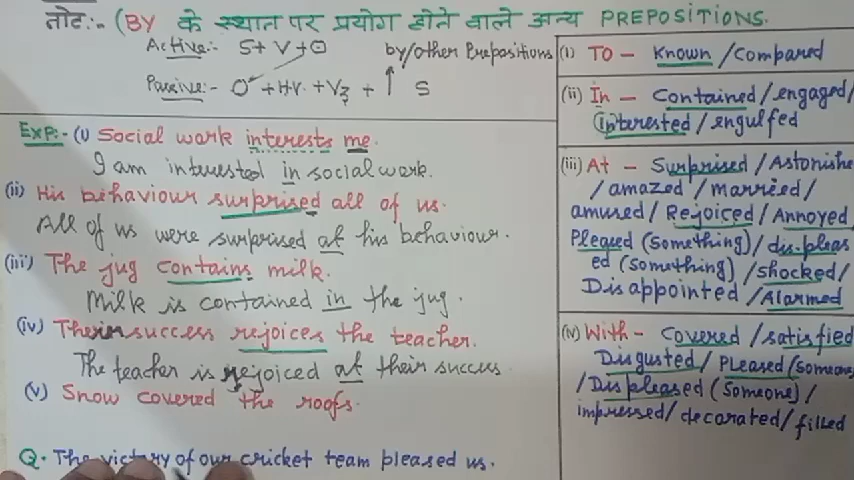 नोट:- (BY के स्थान पर प्रयोग होने वाले अन्य PREPOSITIONS.
Active:- S + V + O
by/other Prepositions
Passive:- O + H.V. + V3 + ↑ S
Exp:- (i) Social work interests me.
I am interested in social work.
(ii) His behaviour surprised all of us.
All of us were surprised at his behaviour.
(iii) The jug contains milk.
Milk is contained in the jug.
(iv) Their success rejoices the teacher.
The teacher is rejoiced at their success
(v) Snow covered the roofs.
Q. The victory of our cricket team pleased us.
(i) TO - Known / Compared
(ii) In - Contained / engaged /
interested / engulfed
(iii) At - Surprised / Astonishe
/ amazed / married /
amused / Rejoiced / Annoyed
Pleased (something) / displeas
ed (something) / shocked /
Disappointed / Alarmed
(iv) With - Covered / satisfied
Disgusted / Pleased (someone
/ Displeased (someone) /
impressed / decorated / filled